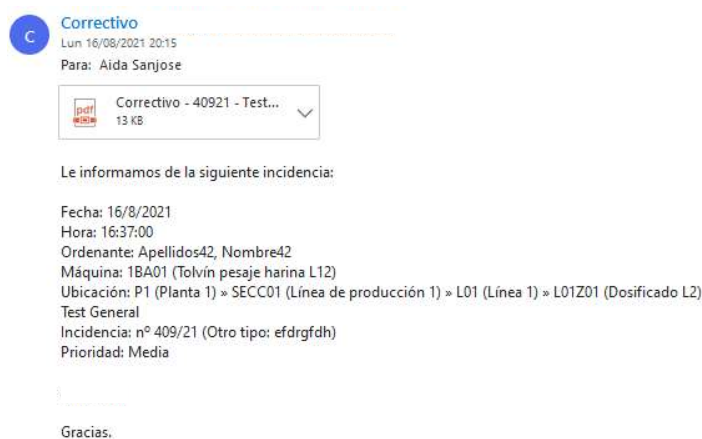 C
Correctivo
Lun 16/08/2021 20:15
Para: Aida Sanjose
pdf
Correctivo - 40921 - Test...
13 KB
Le informamos de la siguiente incidencia:
Fecha: 16/8/2021
Hora: 16:37:00
Ordenante: Apellidos42, Nombre42
Máquina: 1BA01 (Tolvín pesaje harina L12)
Ubicación: P1 (Planta 1) » SECC01 (Línea de producción 1) » L01 (Línea 1) » L01Z01 (Dosificado L2)
Test General
Incidencia: nº 409/21 (Otro tipo: efdrgfdh)
Prioridad: Media
Gracias.